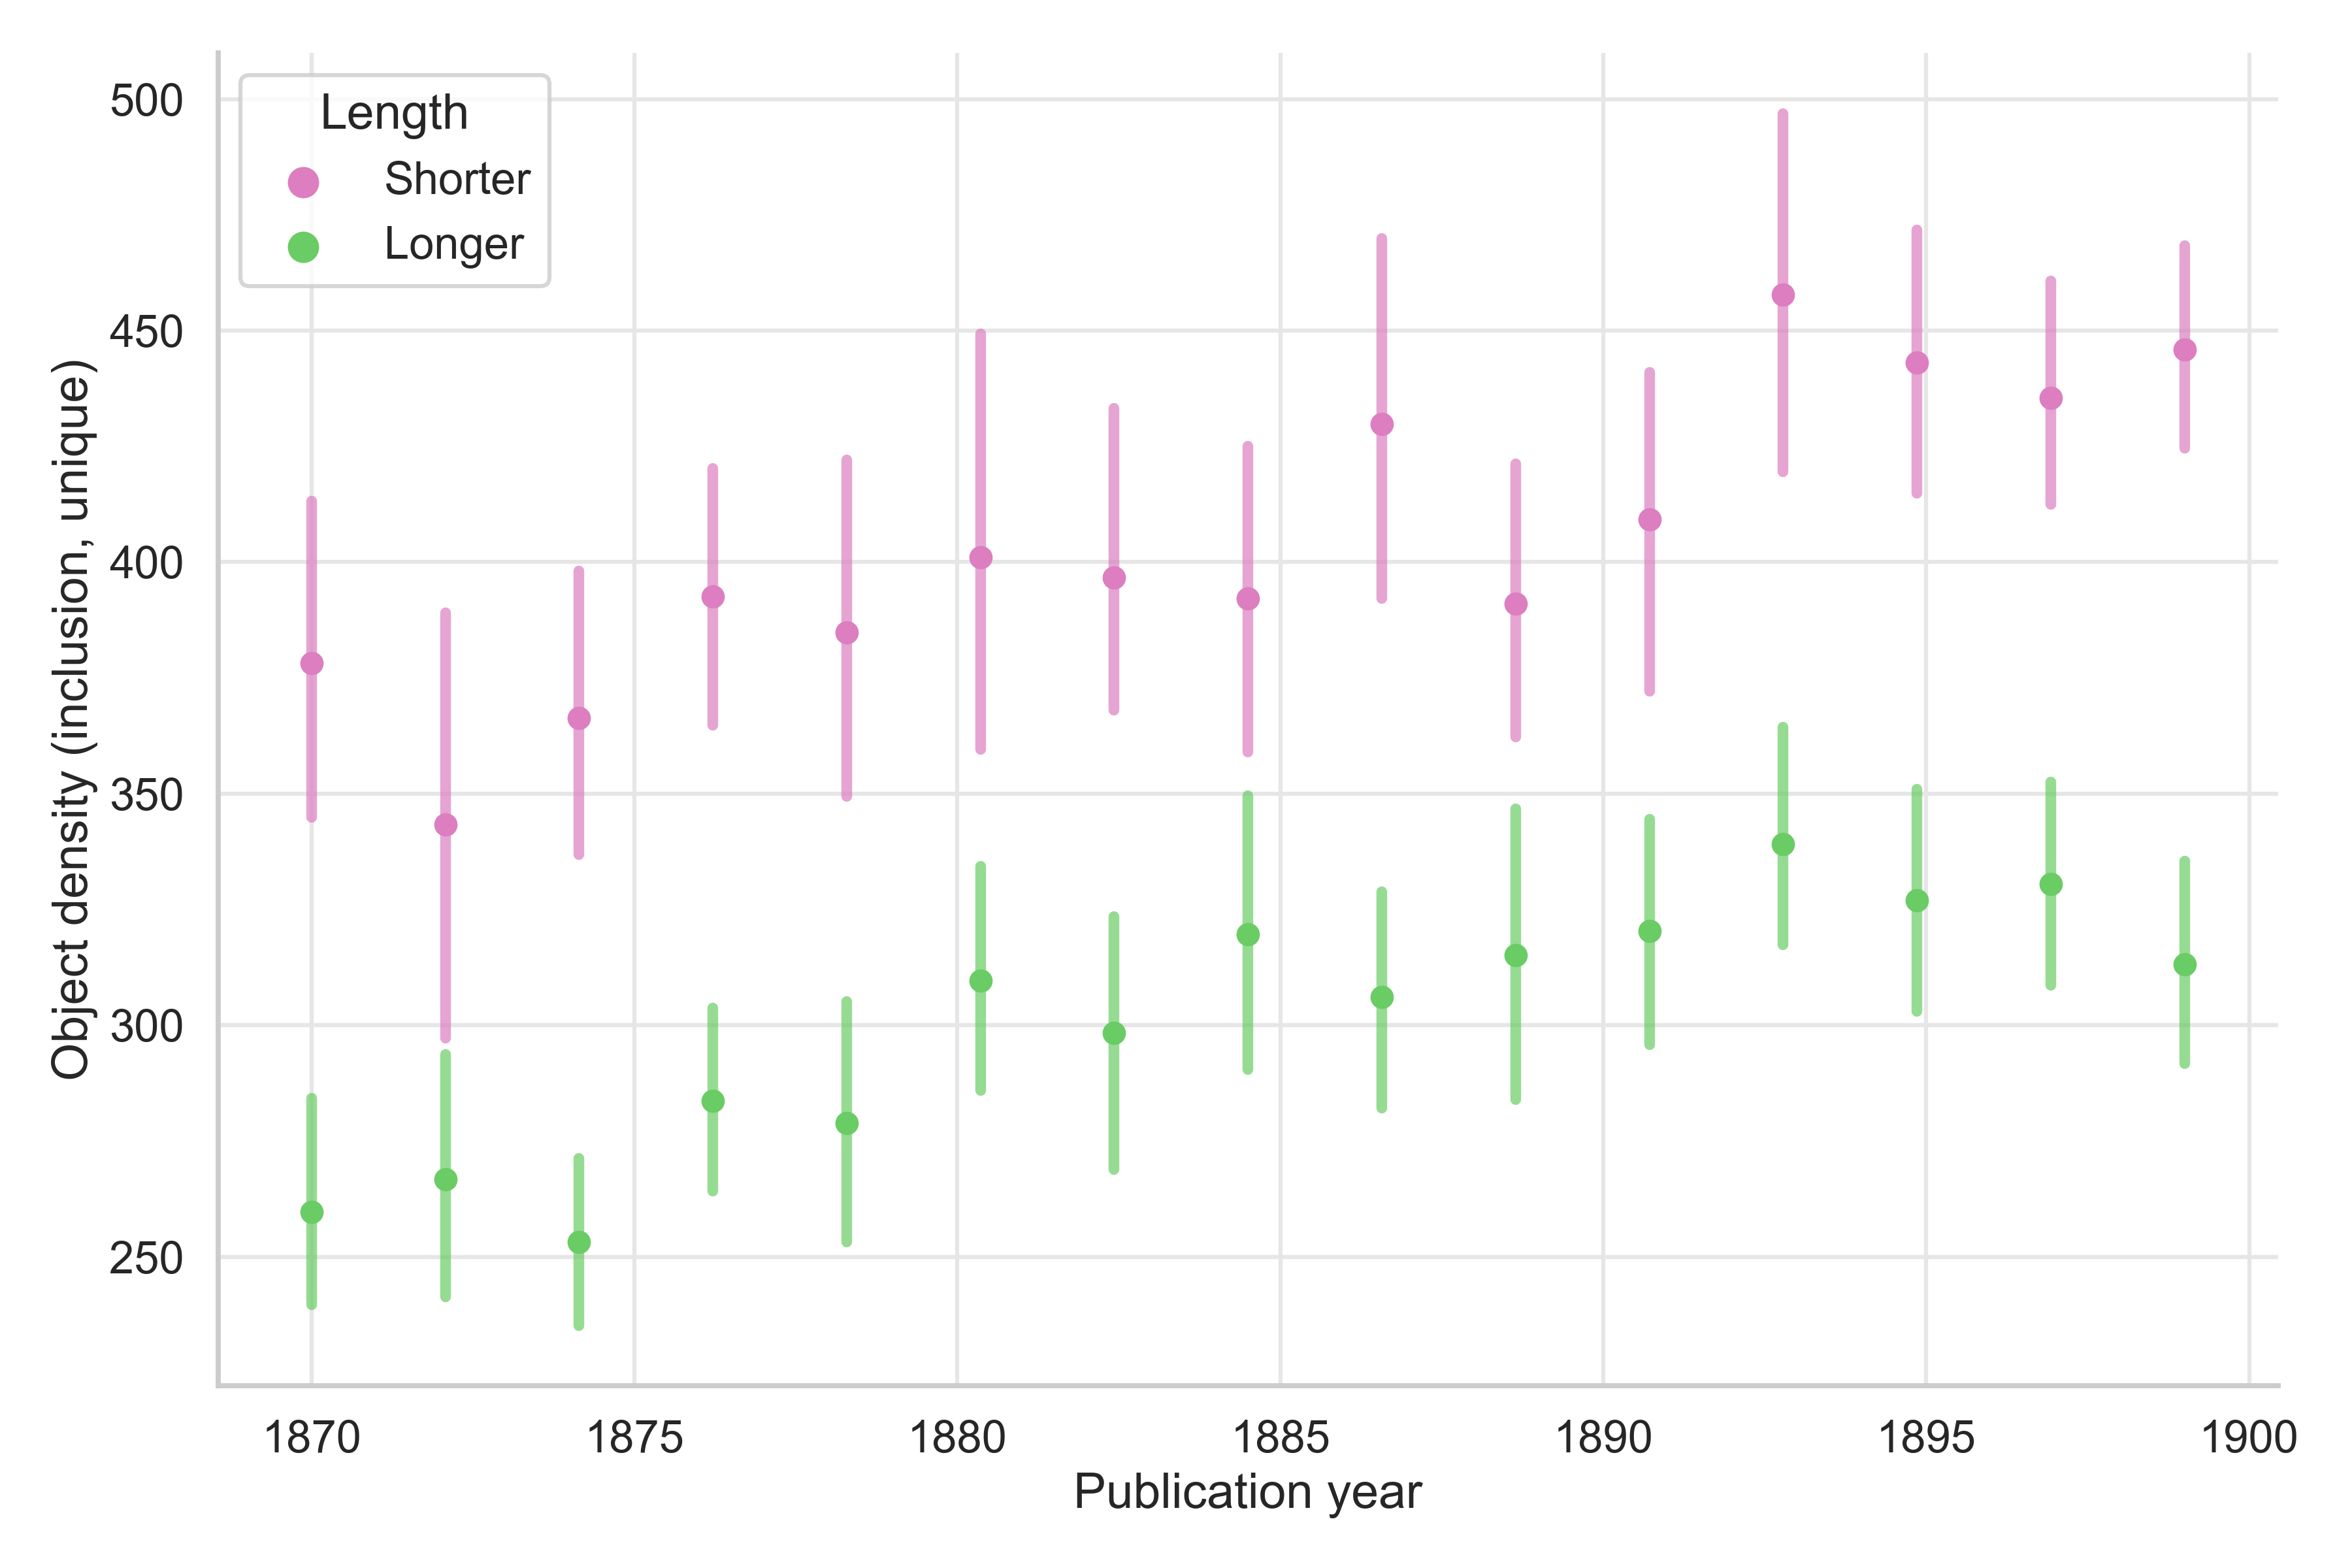 Length
Shorter
Longer
500
450
400
350
300
250
Object density (inclusion, unique)
1870 1875 1880 1885 1890 1895 1900
Publication year